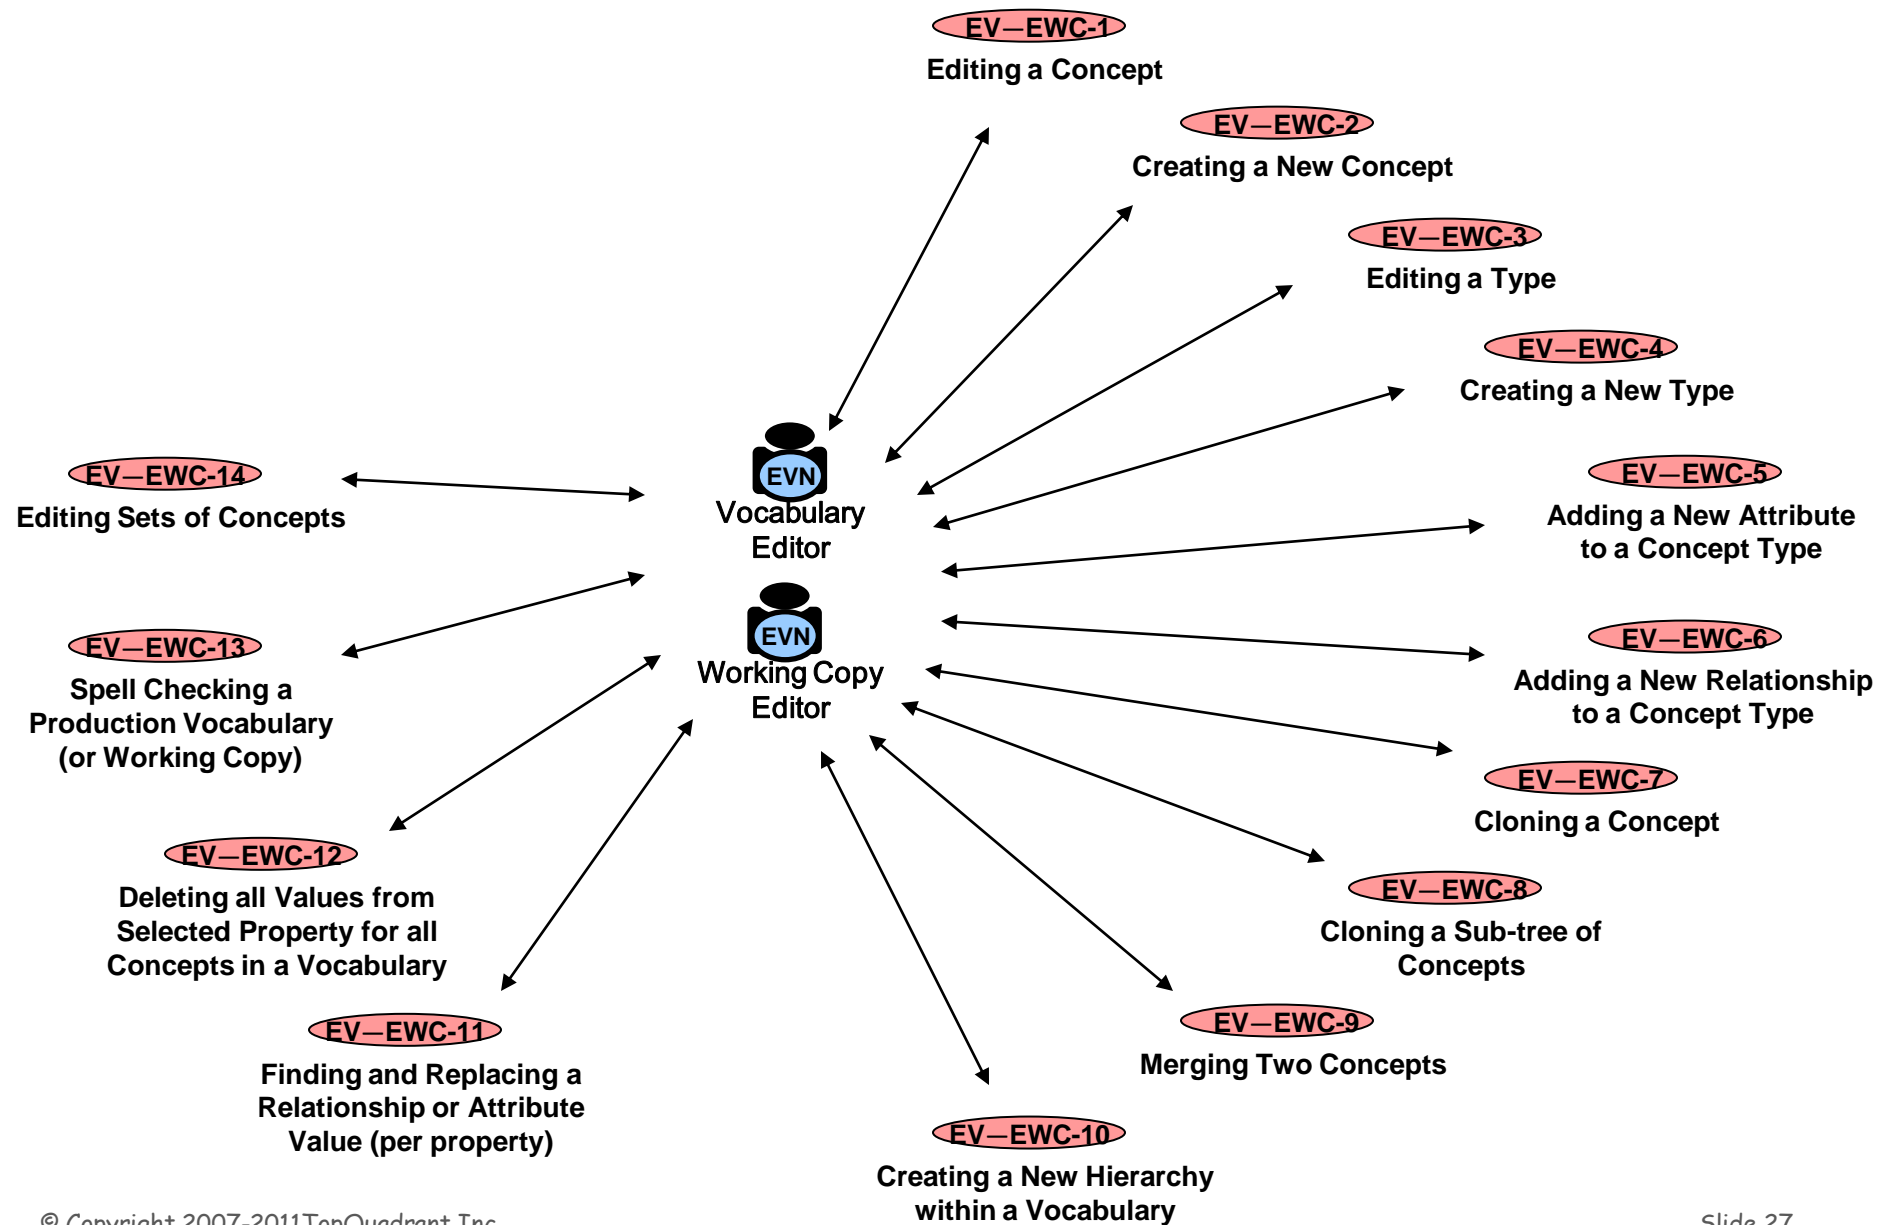 EV—EWC-1
Editing a Concept
EV—EWC-2
Creating a New Concept
EV—EWC-3
Editing a Type
EV—EWC-4
Creating a New Type
EV—EWC-5
Adding a New Attribute
to a Concept Type
EV—EWC-6
Adding a New Relationship
to a Concept Type
EV—EWC-7
Cloning a Concept
EV—EWC-8
Cloning a Sub-tree of
Concepts
EV—EWC-9
Merging Two Concepts
EV—EWC-10
Creating a New Hierarchy
within a Vocabulary
EV—EWC-11
Finding and Replacing a
Relationship or Attribute
Value (per property)
EV—EWC-12
Deleting all Values from
Selected Property for all
Concepts in a Vocabulary
EV—EWC-13
Spell Checking a
Production Vocabulary
(or Working Copy)
EV—EWC-14
Editing Sets of Concepts
EVN
Vocabulary
Editor
EVN
Working Copy
Editor
© Copyright 2007-2011TopQuadrant Inc
Slide 27